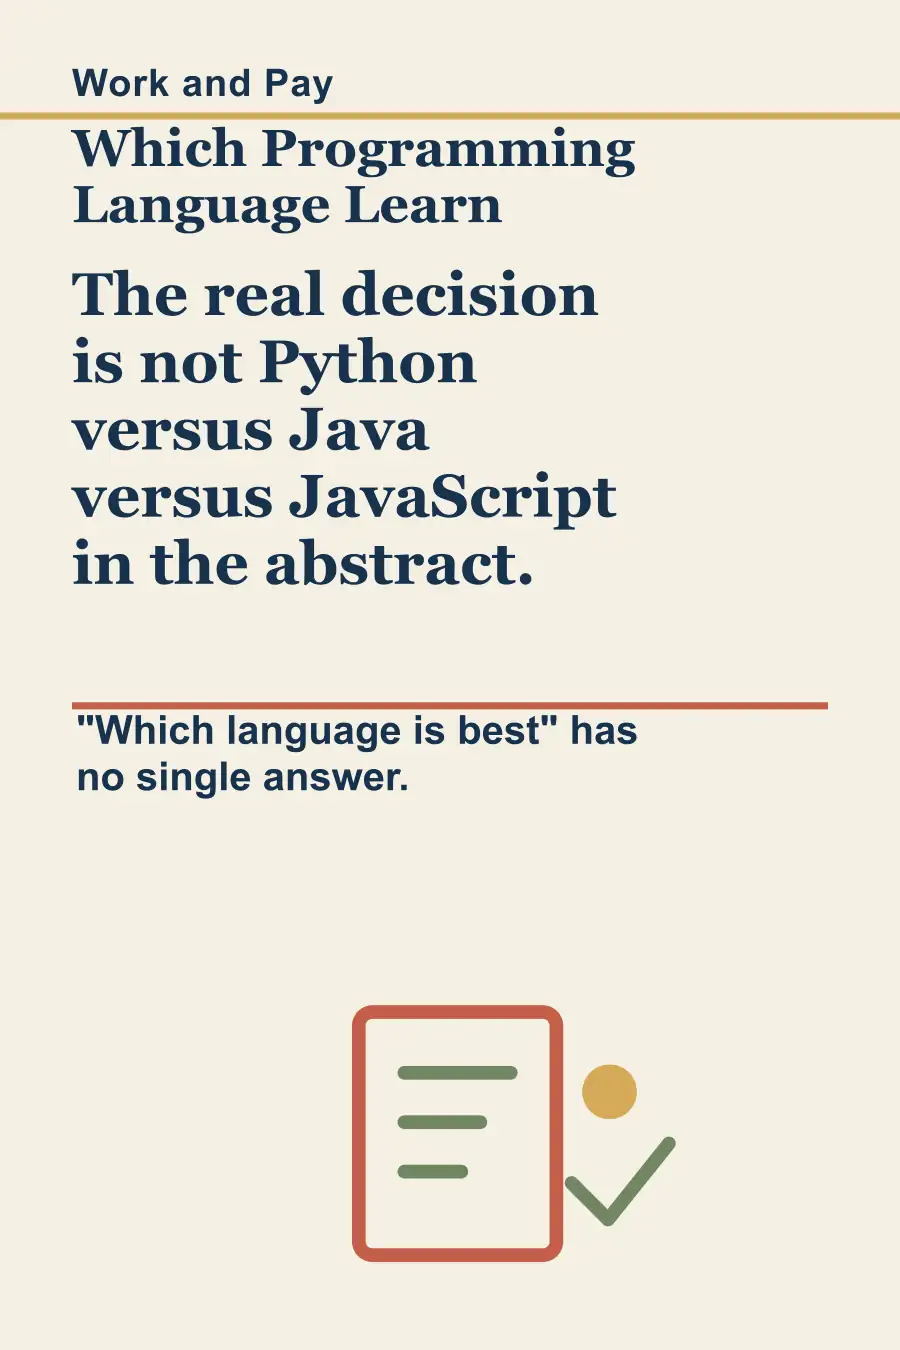 Work and Pay
Which Programming
Language Learn
The real decision
is not Python
versus Java
versus JavaScript
in the abstract.
"Which language is best" has
no single answer.